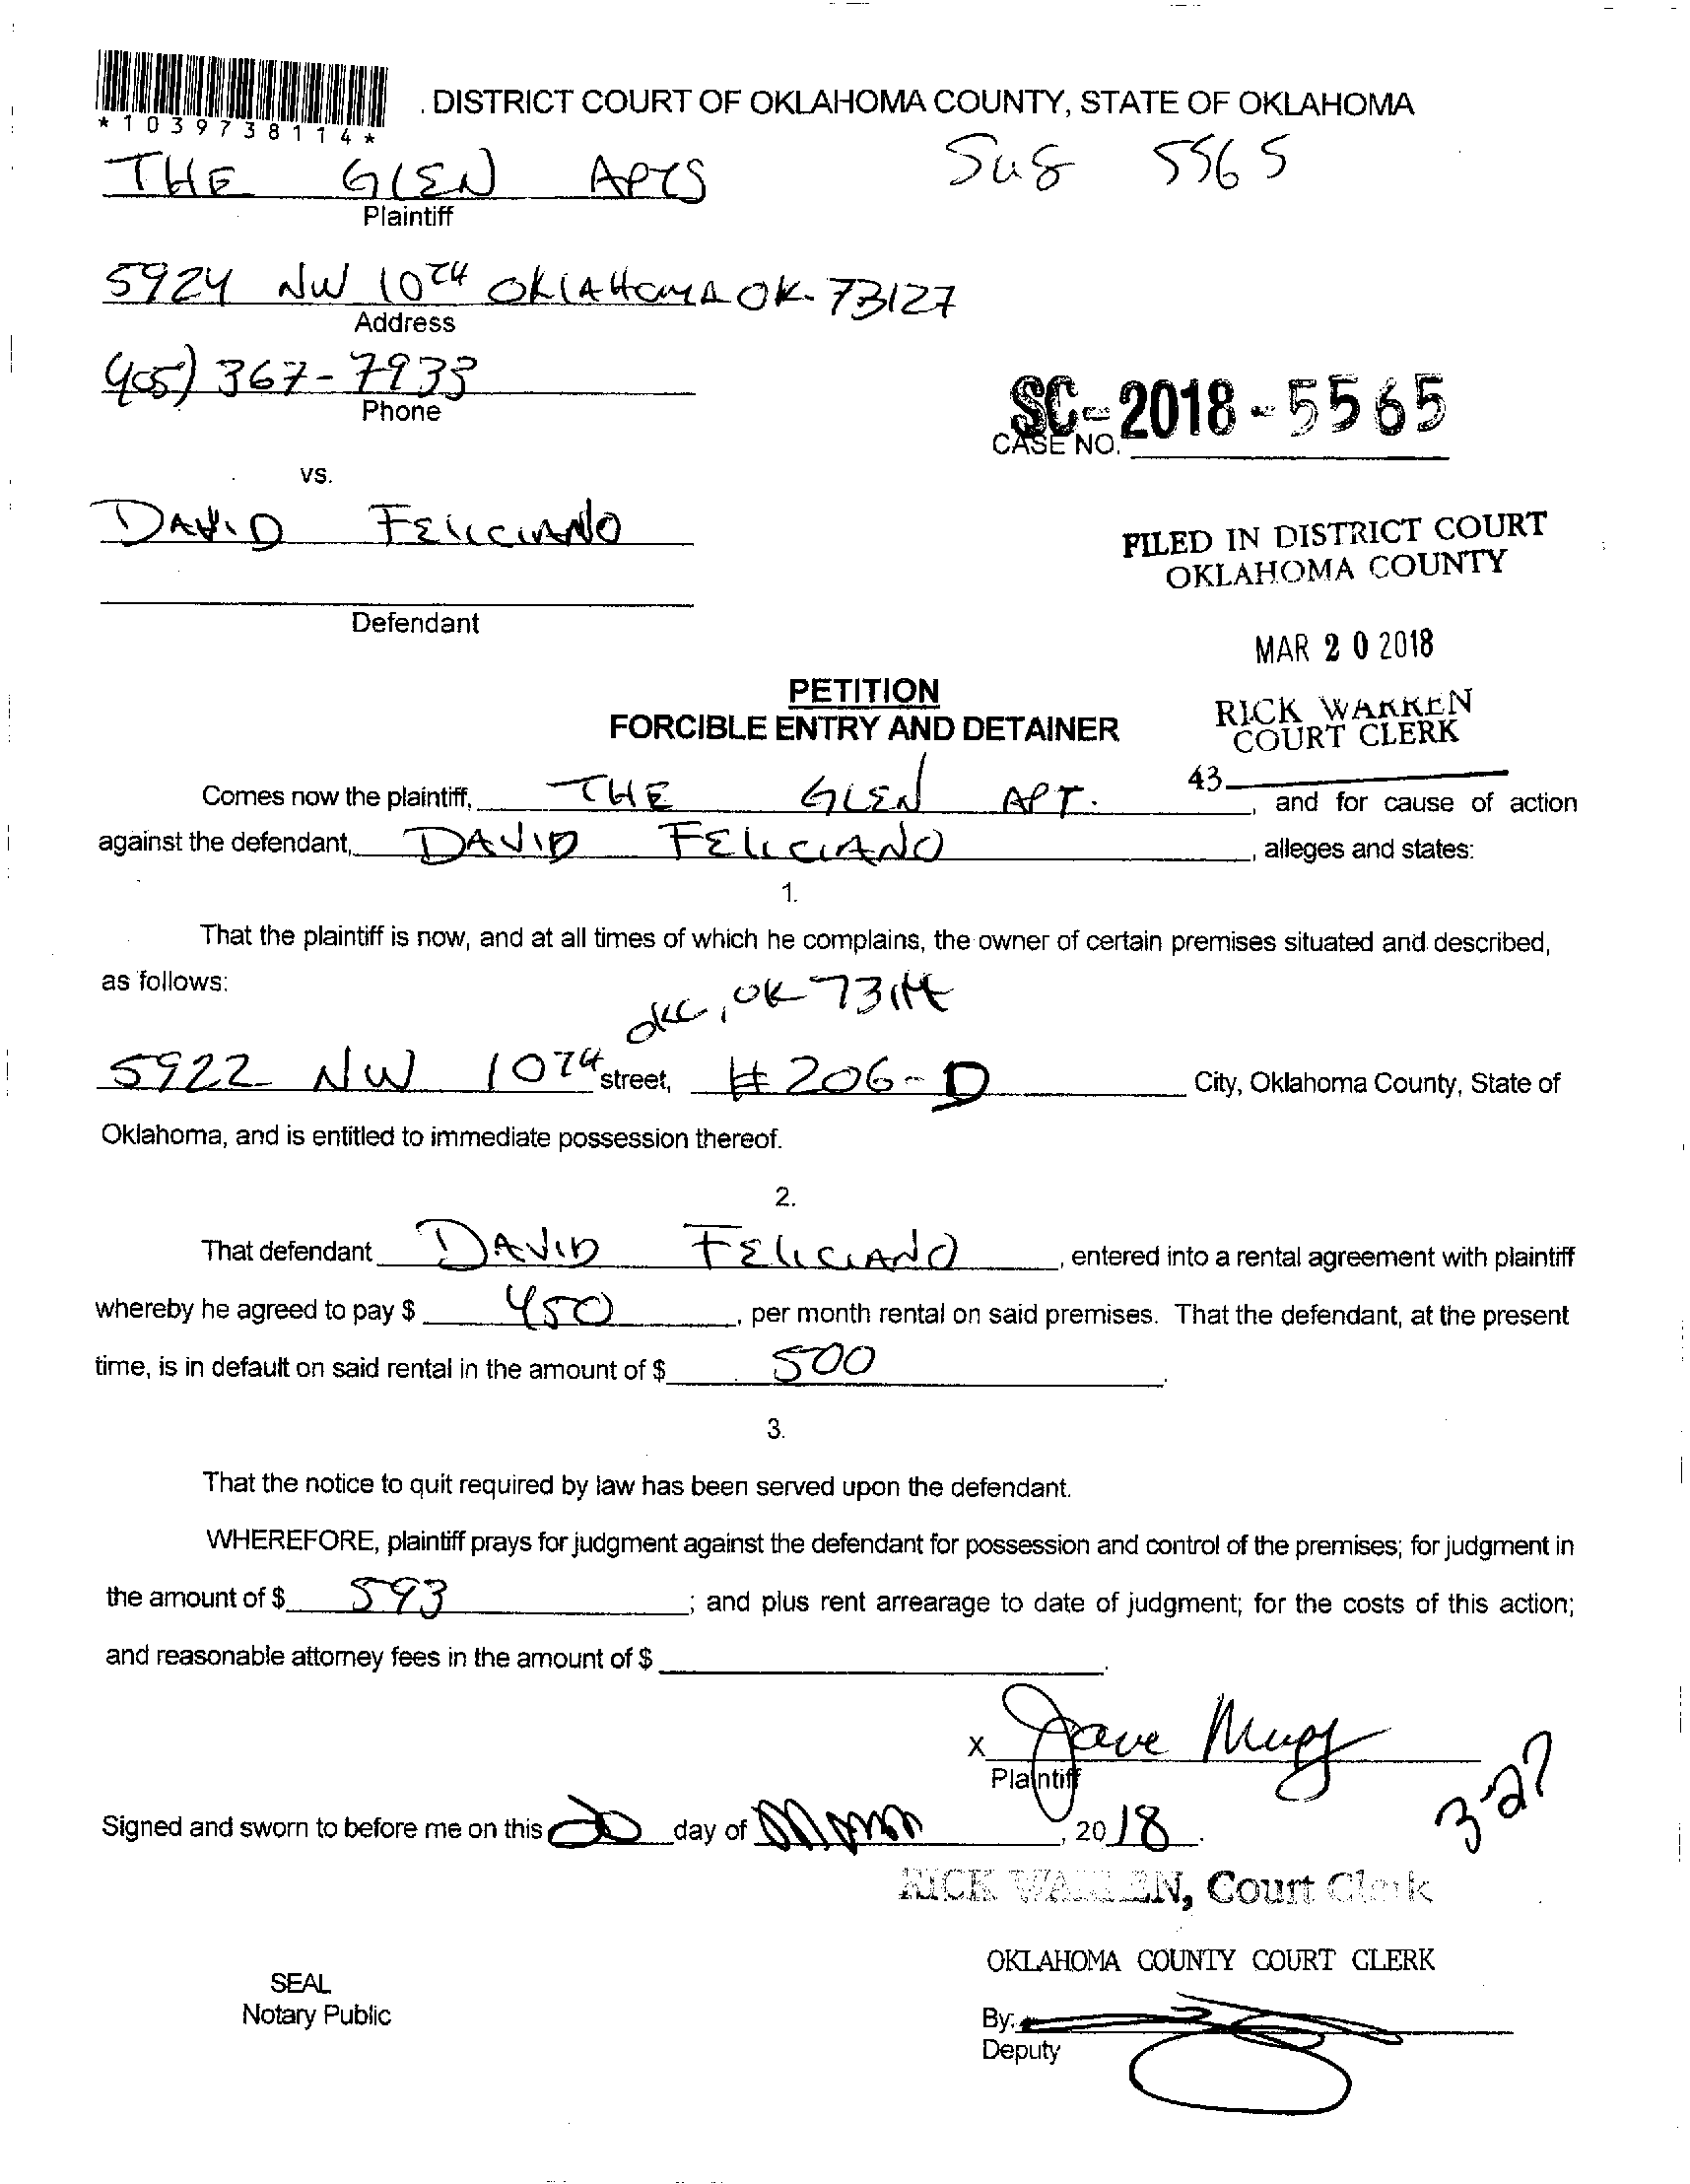 *1039738114*
. DISTRICT COURT OF OKLAHOMA COUNTY, STATE OF OKLAHOMA
THE GLEN APTS
5565
Plaintiff
5924 NW 10TH OKLAHOMA OK- 73127
Address
(405) 367-7933
Phone
SC-2018-5565
CASE NO.
vs.
DAVID FELICIANO
FILED IN DISTRICT COURT
OKLAHOMA COUNTY
Defendant
MAR 20 2018
PETITION
RICK WARREN
FORCIBLE ENTRY AND DETAINER
COURT CLERK
43
Comes now the plaintiff, THE GLEN APT. , and for cause of action
against the defendant, DAVID FELICIANO , alleges and states:
1.
That the plaintiff is now, and at all times of which he complains, the owner of certain premises situated and described,
as follows:
OKC, OK
5922 NW 10TH street, #206-D City, Oklahoma County, State of
Oklahoma, and is entitled to immediate possession thereof.
2.
That defendant DAVID FELICIANO , entered into a rental agreement with plaintiff
whereby he agreed to pay $ 450 , per month rental on said premises. That the defendant, at the present
time, is in default on said rental in the amount of $ 500 .
3.
That the notice to quit required by law has been served upon the defendant.
WHEREFORE, plaintiff prays for judgment against the defendant for possession and control of the premises; for judgment in
the amount of $ 593 ; and plus rent arrearage to date of judgment; for the costs of this action;
and reasonable attorney fees in the amount of $ .
X
Plaintiff
3-27
Signed and sworn to before me on this 20 day of , 20 18 .
RICK WARREN, Court Clerk
OKLAHOMA COUNTY COURT CLERK
SEAL
Notary Public
By:
Deputy